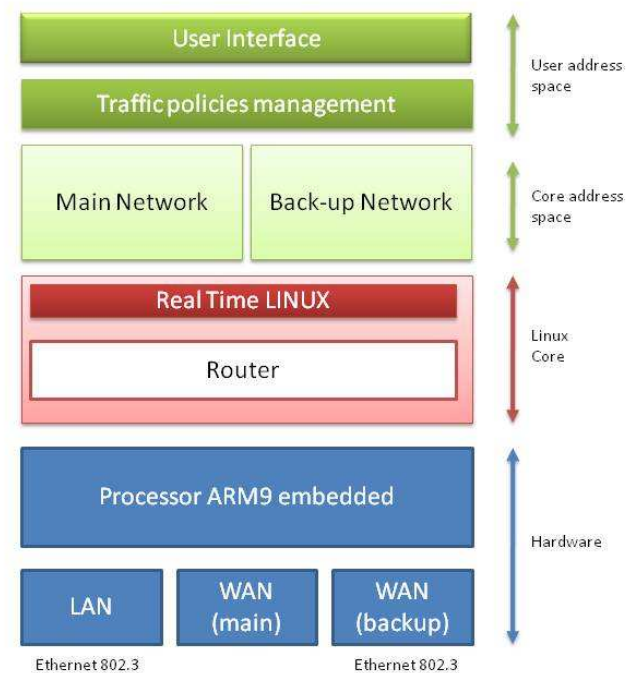 User Interface
User address
space
Traffic policies management
Main Network
Back-up Network
Core address
space
Real Time LINUX
Router
Linux
Core
Processor ARM9 embedded
Hardware
LAN
WAN
(main)
WAN
(backup)
Ethernet 802.3
Ethernet 802.3